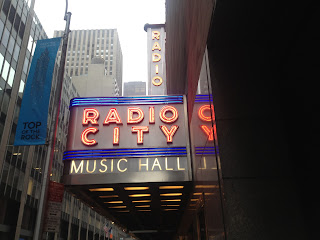 RADIO
RADIO
CITY
MUSIC HALL
TOP
OF THE
ROCK